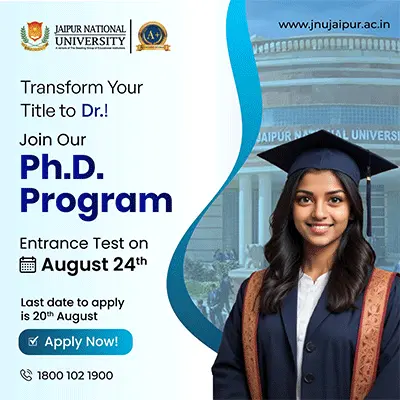 JAIPUR NATIONAL
UNIVERSITY
A+
www.jnujaipur.ac.in
Transform Your
Title to Dr.!
Join Our
Ph.D.
Program
Entrance Test on
August 24th
Last date to apply
is 20th August
Apply Now!
1800 102 1900
JAIPUR NATIONAL UNIVERSI